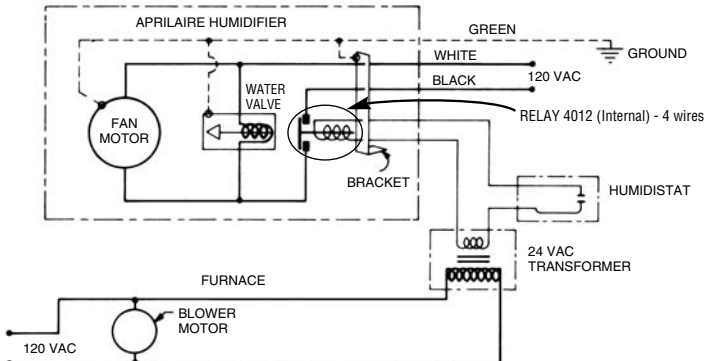 APRILAIRE HUMIDIFIER
GREEN
GROUND
WHITE
120 VAC
BLACK
WATER
VALVE
FAN
MOTOR
RELAY 4012 (Internal) - 4 wires
BRACKET
HUMIDISTAT
24 VAC
TRANSFORMER
FURNACE
BLOWER
MOTOR
120 VAC